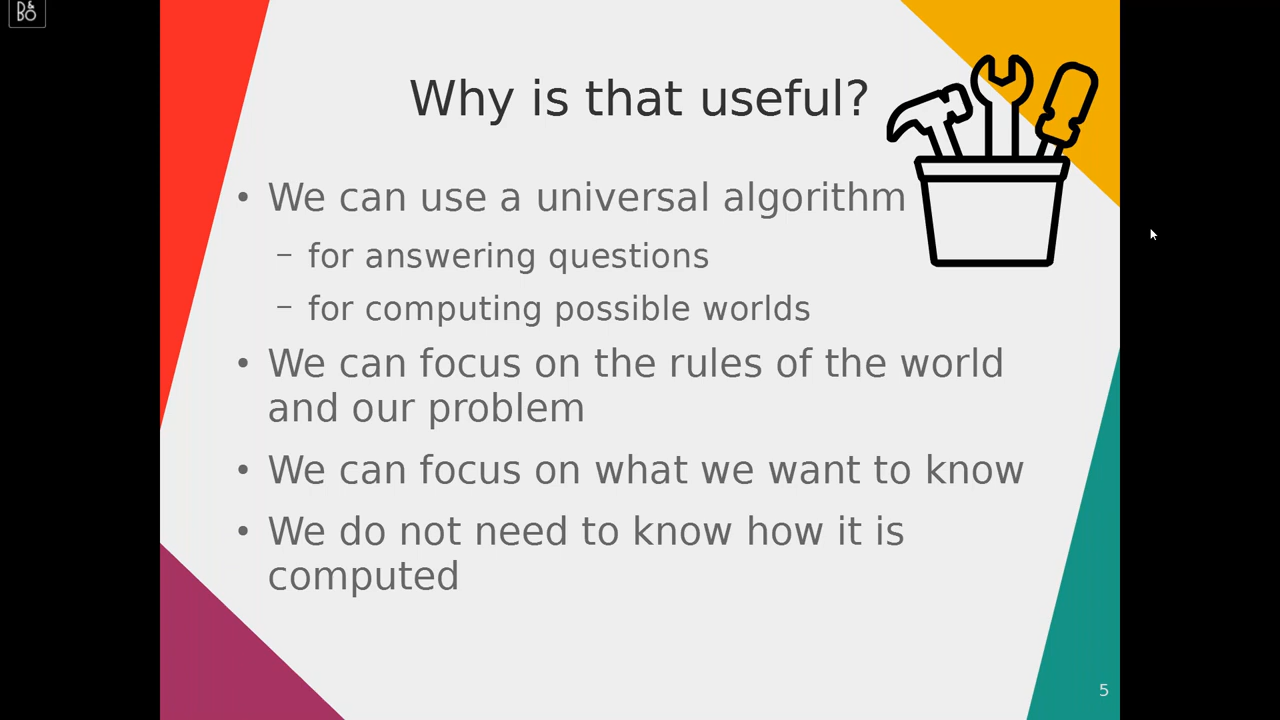 B&O
Why is that useful?
• We can use a universal algorithm
– for answering questions
– for computing possible worlds
• We can focus on the rules of the world
and our problem
• We can focus on what we want to know
• We do not need to know how it is
computed
5